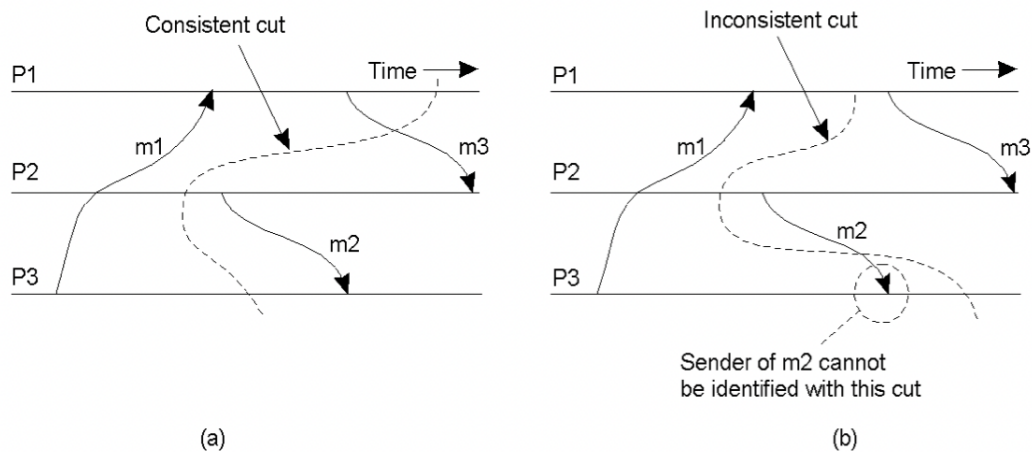 Consistent cut
Time
P1
m1
m3
P2
m2
P3
(a)
Inconsistent cut
Time
P1
m1
m3
P2
m2
P3
Sender of m2 cannot
be identified with this cut
(b)